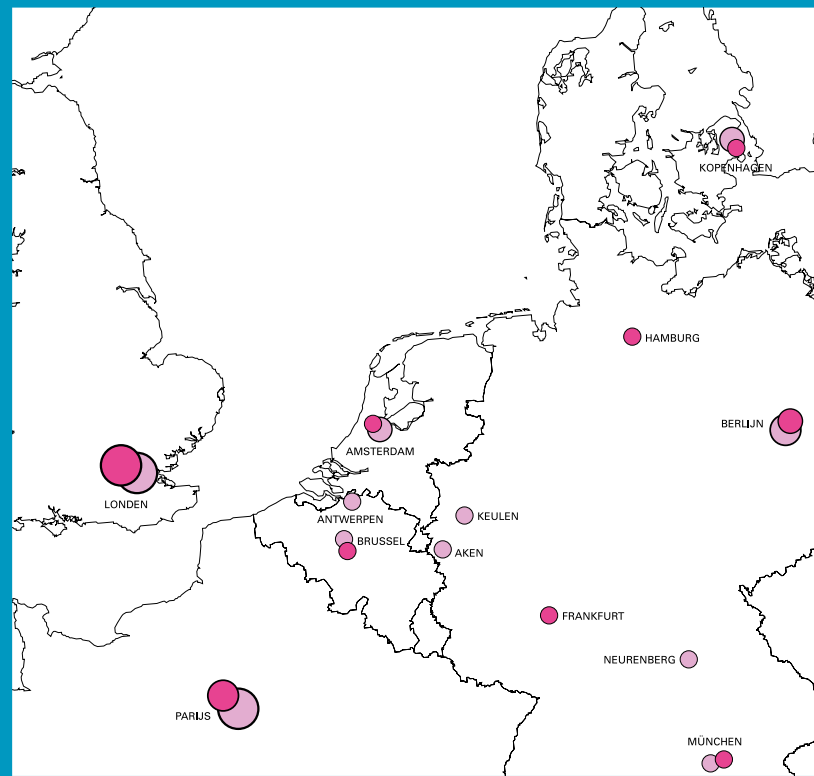 KOPENHAGEN
HAMBURG
BERLIJN
AMSTERDAM
LONDEN
KEULEN
ANTWERPEN
BRUSSEL
AKEN
FRANKFURT
NEURENBERG
PARIJS
MÜNCHEN